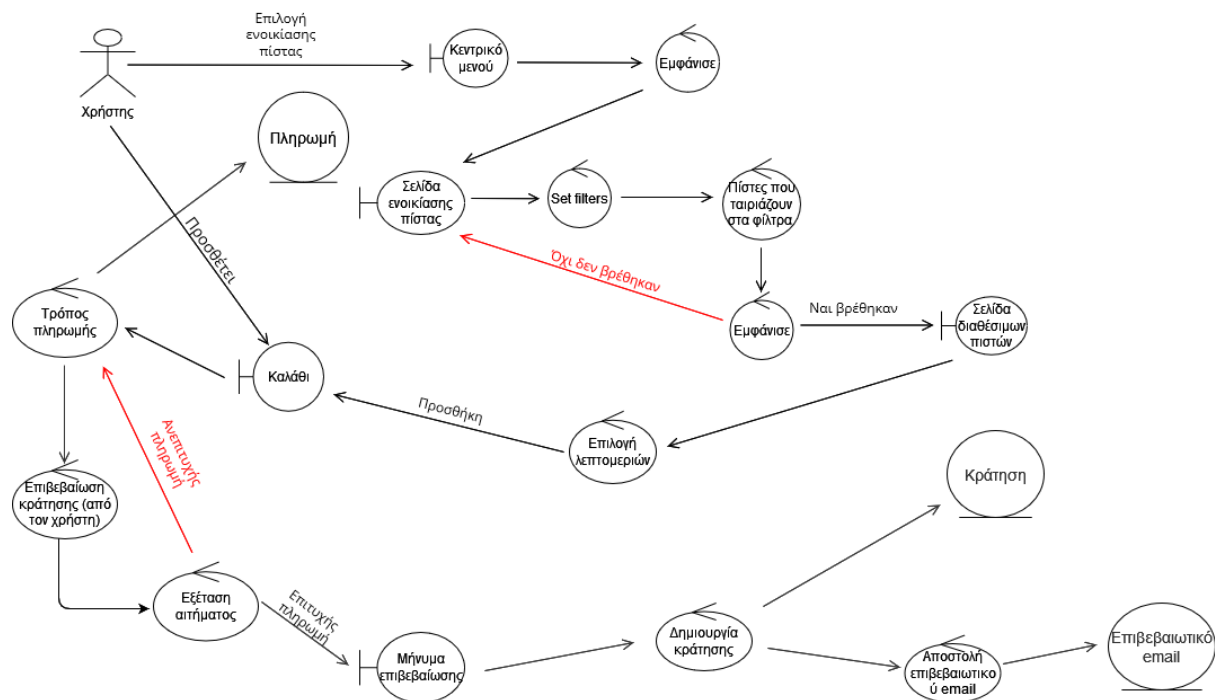 Επιλογή
ενοικίασης
πίστας
Κεντρικό
μενού
Εμφάνισε
Χρήστης
Πληρωμή
Σελίδα
ενοικίασης
πίστας
Set filters
Πίστες που
ταιριάζουν
στα φίλτρα
Προσθέτει
Όχι δεν βρέθηκαν
Τρόπος
πληρωμής
Εμφάνισε
Ναι βρέθηκαν
Σελίδα
διαθέσιμων
πιστών
Καλάθι
Προσθήκη
Επιλογή
λεπτομεριών
Ανεπιτυχής
πληρωμή
Κράτηση
Επιβεβαίωση
κράτησης (από
τον χρήστη)
Εξέταση
αιτήματος
Επιτυχής
πληρωμή
Μήνυμα
επιβεβαίωσης
Δημιουργία
κράτησης
Αποστολή
επιβεβαιωτικ
ού email
Επιβεβαιωτικό
email